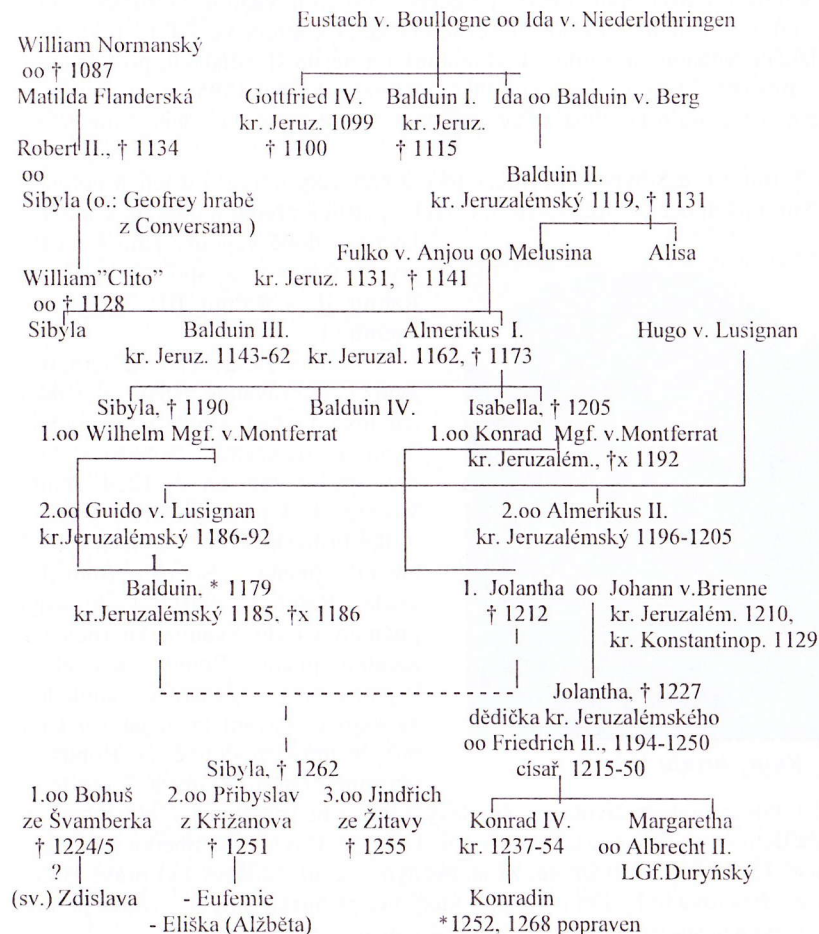 Eustach v. Boullogne oo Ida v. Niederlothringen
William Normanský
oo † 1087
Matilda Flanderská
Gottfried IV. Balduin I. Ida oo Balduin v. Berg
kr. Jeruz. 1099 kr. Jeruz.
† 1100 † 1115
Robert II., † 1134
oo
Sibyla (o.: Geofrey hrabě
z Conversana )
Balduin II.
kr. Jeruzalémský 1119, † 1131
Fulko v. Anjou oo Melusina Alisa
kr. Jeruz. 1131, † 1141
William"Clito"
oo † 1128
Sibyla Balduin III. Almerikus I. Hugo v. Lusignan
kr. Jeruz. 1143-62 kr. Jeruzal. 1162, † 1173
Sibyla, † 1190 Balduin IV. Isabella, † 1205
1.oo Wilhelm Mgf. v.Montferrat 1.oo Konrad Mgf. v.Montferrat
kr. Jeruzalém., †x 1192
2.oo Guido v. Lusignan 2.oo Almerikus II.
kr.Jeruzalémský 1186-92 kr. Jeruzalémský 1196-1205
Balduin. * 1179 1. Jolantha oo Johann v.Brienne
kr.Jeruzalémský 1185, †x 1186 † 1212 kr. Jeruzalém. 1210,
kr. Konstantinop. 1129
Jolantha, † 1227
dědička kr. Jeruzalémského
oo Friedrich II., 1194-1250
císař, 1215-50
Sibyla, † 1262
1.oo Bohuš 2.oo Přibyslav 3.oo Jindřich Konrad IV. Margaretha
ze Švamberka z Křižanova ze Žitavy kr. 1237-54 oo Albrecht II.
† 1224/5 † 1251 † 1255 LGf.Duryňský
?
(sv.) Zdislava - Eufemie Konradin
- Eliška (Alžběta) *1252, 1268 popraven